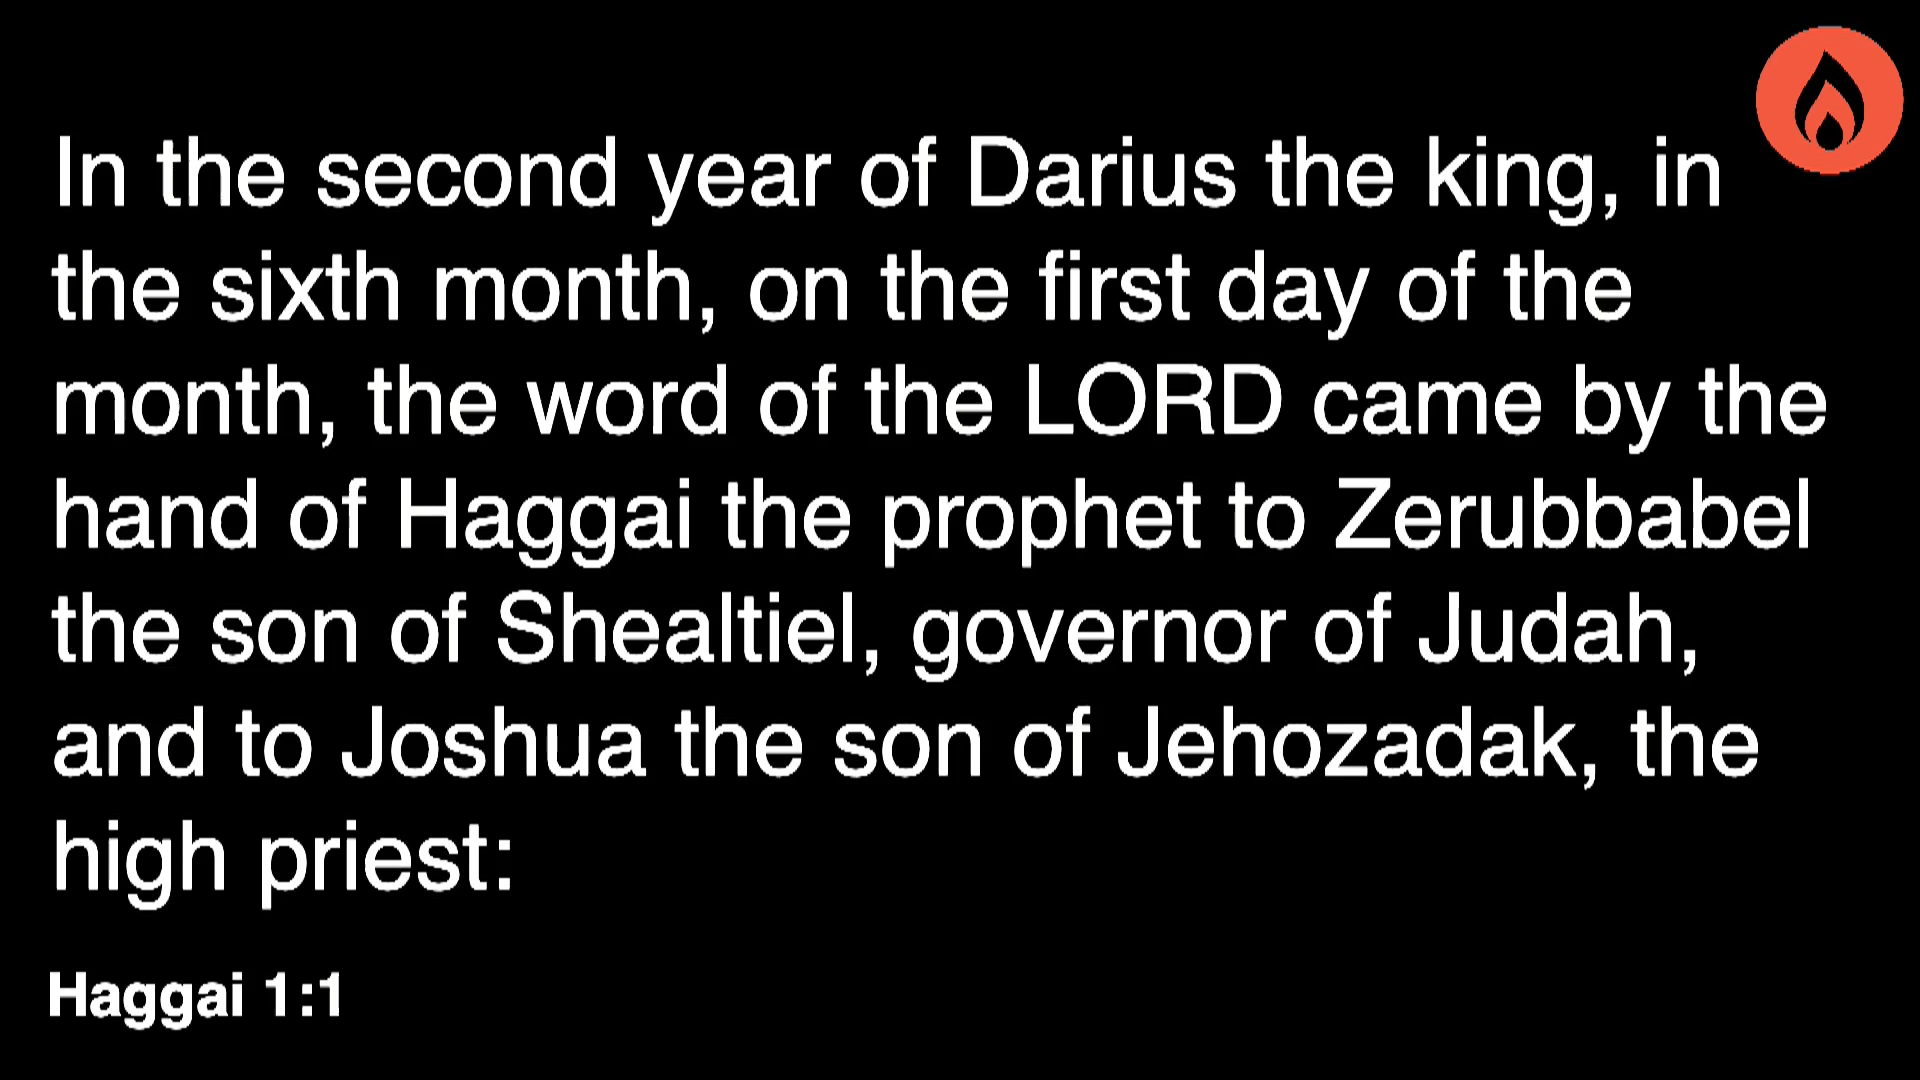 In the second year of Darius the king, in
the sixth month, on the first day of the
month, the word of the LORD came by the
hand of Haggai the prophet to Zerubbabel
the son of Shealtiel, governor of Judah,
and to Joshua the son of Jehozadak, the
high priest:
Haggai 1:1